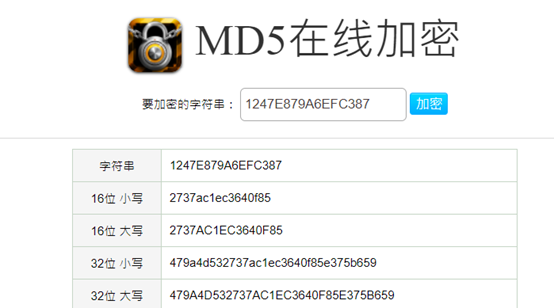 MD5在线加密
要加密的字符串： 1247E879A6EFC387 加密
字符串 1247E879A6EFC387
16位 小写 2737ac1ec3640f85
16位 大写 2737AC1EC3640F85
32位 小写 479a4d532737ac1ec3640f85e375b659
32位 大写 479A4D532737AC1EC3640F85E375B659